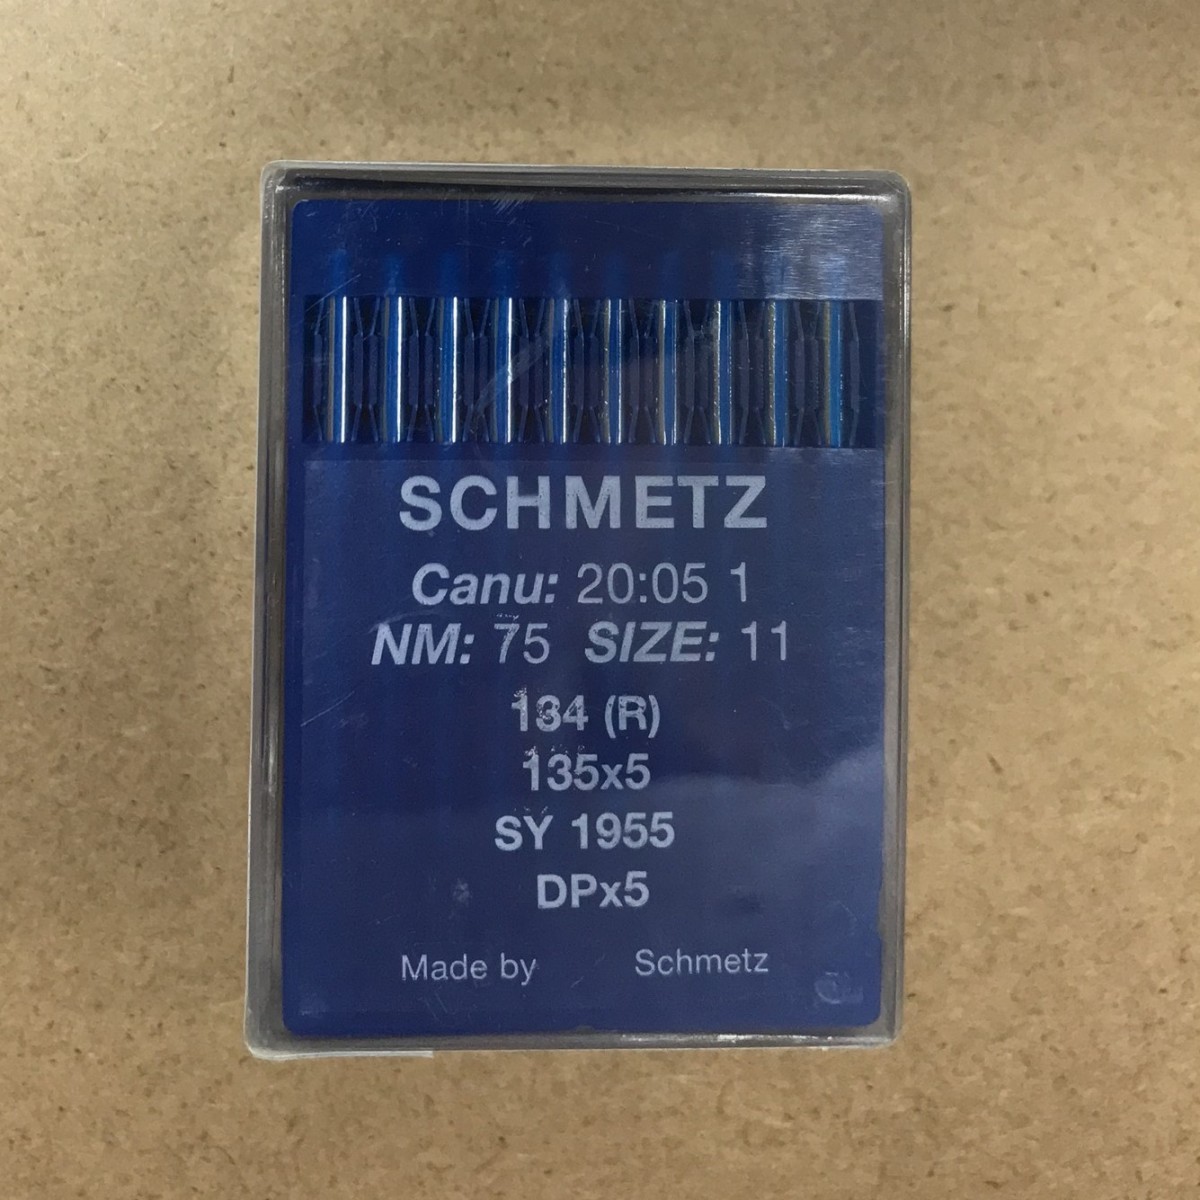 SCHMETZ
Canu: 20:05 1
NM: 75 SIZE: 11
134 (R)
135x5
SY 1955
DPx5
Made by Schmetz